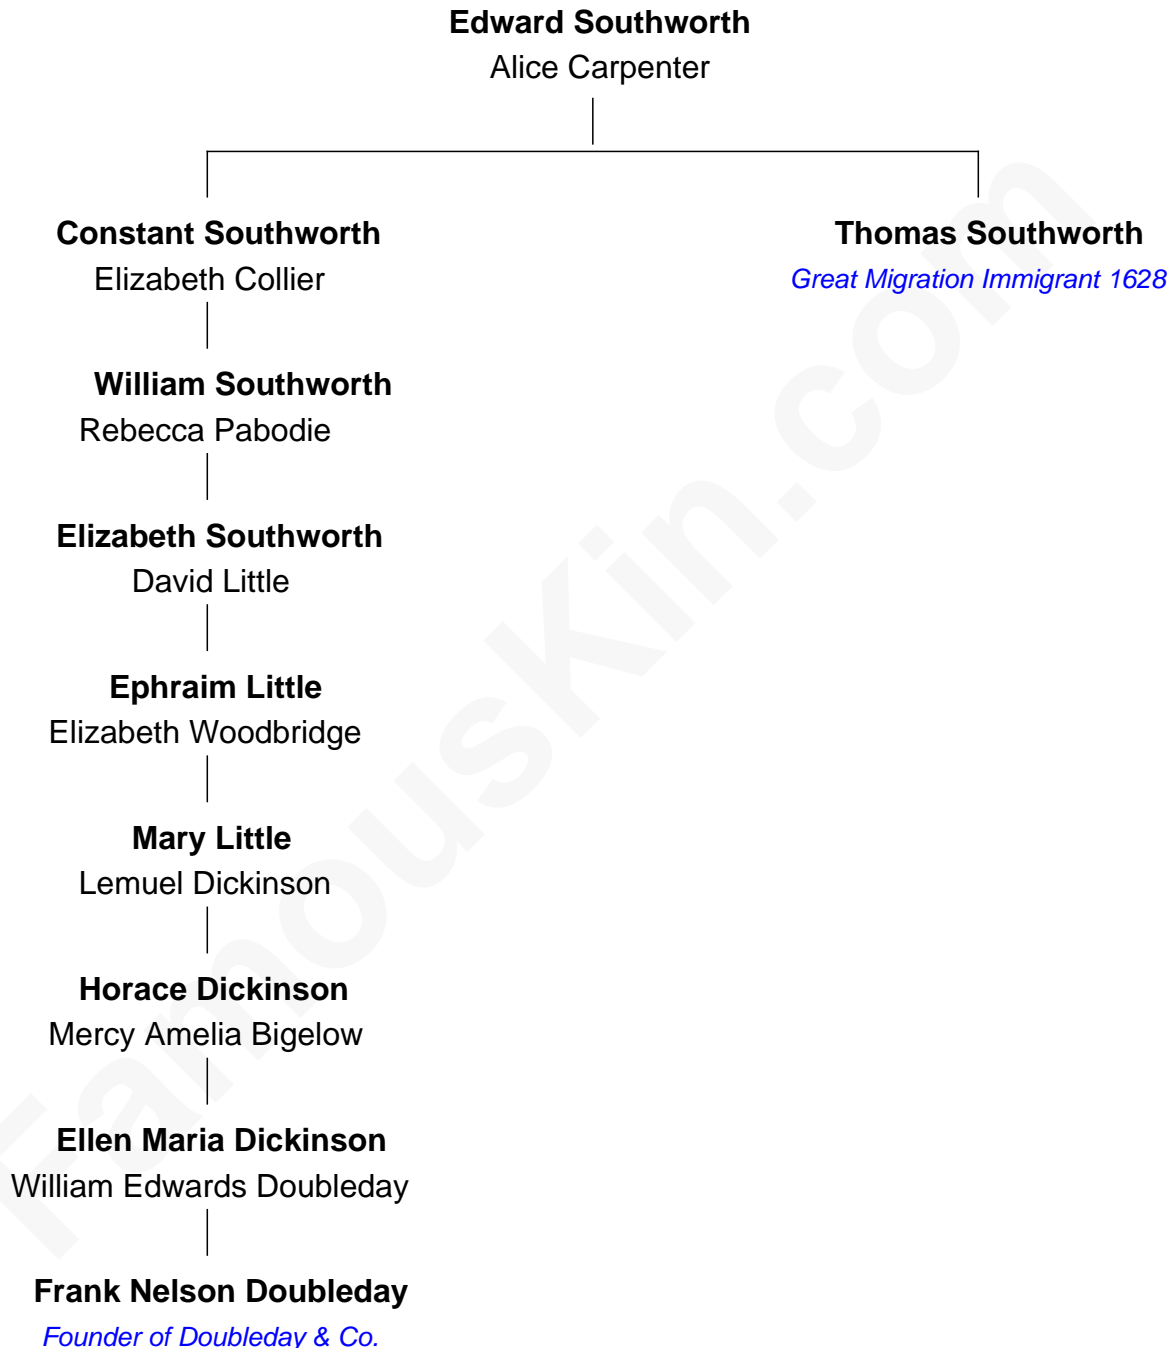 Edward Southworth
Alice Carpenter
Constant Southworth
Elizabeth Collier
Thomas Southworth
Great Migration Immigrant 1628
William Southworth
Rebecca Pabodie
Elizabeth Southworth
David Little
Ephraim Little
Elizabeth Woodbridge
Mary Little
Lemuel Dickinson
Horace Dickinson
Mercy Amelia Bigelow
Ellen Maria Dickinson
William Edwards Doubleday
Frank Nelson Doubleday
Founder of Doubleday & Co.
FamousKin.com